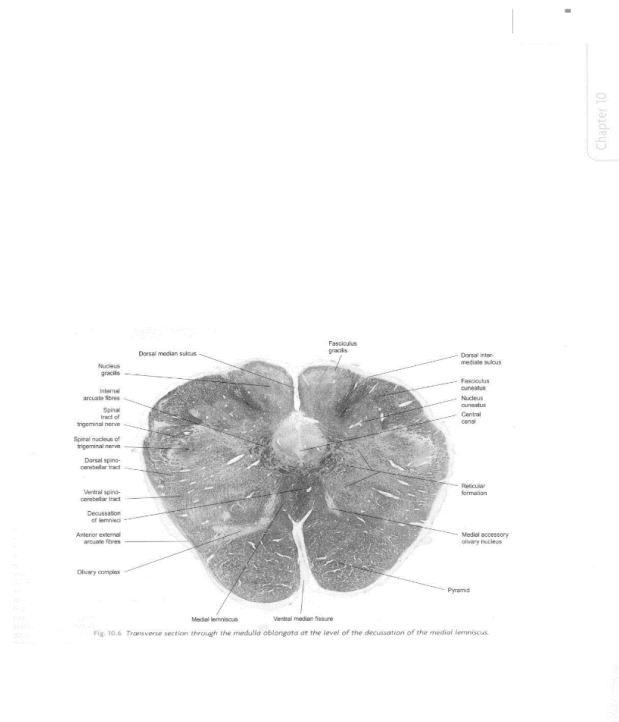 Chapter 10
Fasciculus
gracilis
Dorsal median sulcus
Dorsal inter-
mediate sulcus
Nucleus
gracilis
Fasciculus
cuneatus
Internal
arcuate fibres
Nucleus
cuneatus
Spinal
tract of
trigeminal nerve
Central
canal
Spinal nucleus of
trigeminal nerve
Dorsal spino-
cerebellar tract
Ventral spino-
cerebellar tract
Reticular
formation
Decussation
of lemnisci
Anterior external
arcuate fibres
Medial accessory
olivary nucleus
Olivary complex
Pyramid
Medial lemniscus
Ventral median fissure
Fig. 10.6 Transverse section through the medulla oblongata at the level of the decussation of the medial lemniscus.